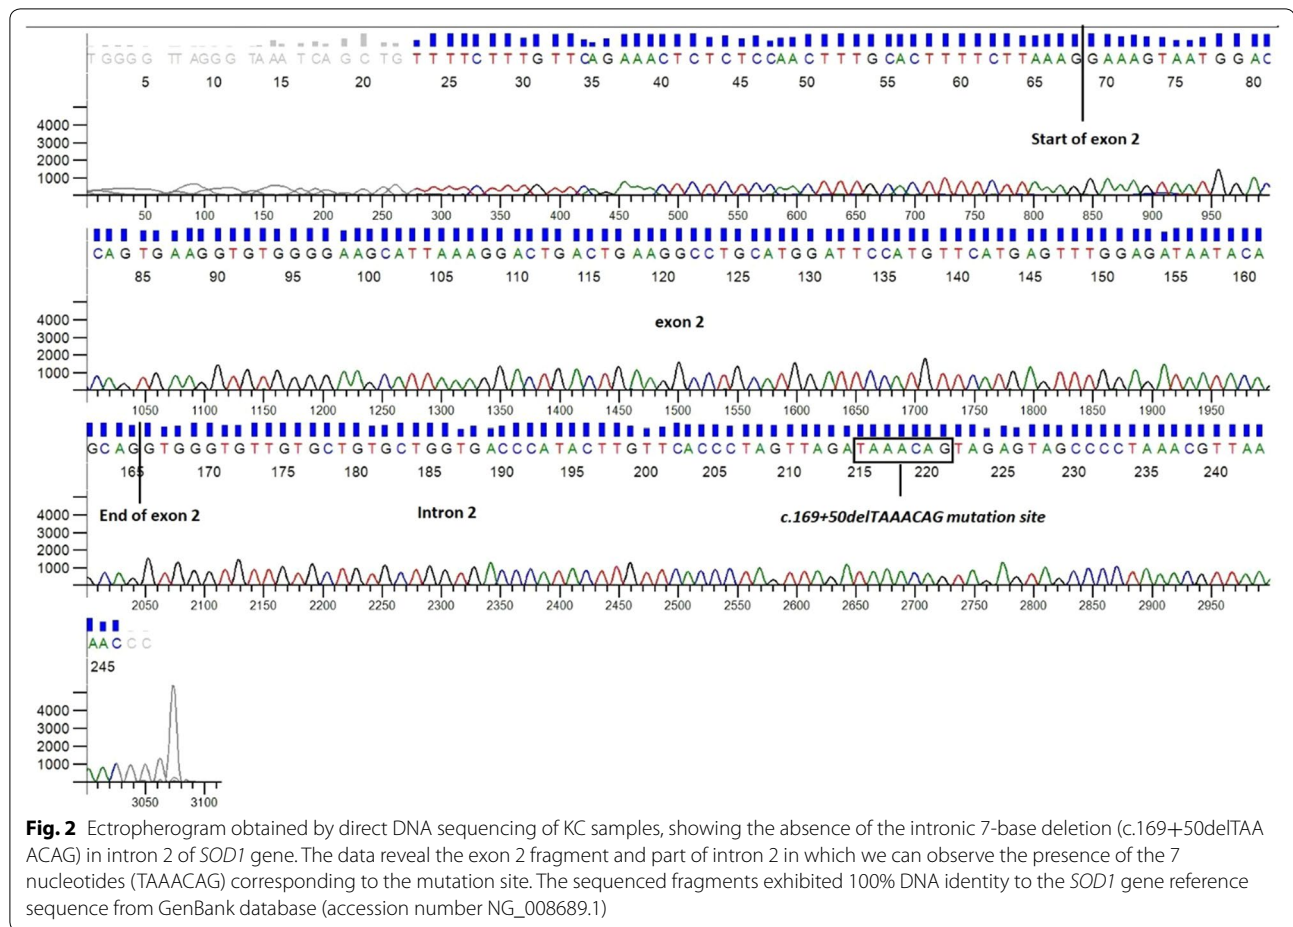 TGGGG TTAGGG TAAATCAGCTGTTTTCTTTGTTCAGAAACTCTCTCCAACTTTGCACTTTTCTTAAAGGAAAGTAATGGAC
5 10 15 20 25 30 35 40 45 50 55 60 65 70 75 80
Start of exon 2
4000
3000
2000
1000
50 100 150 200 250 300 350 400 450 500 550 600 650 700 750 800 850 900 950
CAGTGAAGGTGTGGGGAAGCATTAAAGGACTGACTGAAGGCCTGCATGGATTCCATGTTCATGAGTTTGGAGATAATACA
85 90 95 100 105 110 115 120 125 130 135 140 145 150 155 160
exon 2
4000
3000
2000
1000
1050 1100 1150 1200 1250 1300 1350 1400 1450 1500 1550 1600 1650 1700 1750 1800 1850 1900 1950
GCAGGTGGGTGTTGTGCTGTGCTGGTGACCCATACTTGTTCACCCTAGTTAGATAAACAGTAGAGTAGCCCCTAAACGTTAA
165 170 175 180 185 190 195 200 205 210 215 220 225 230 235 240
End of exon 2 Intron 2 c.169+50delTAAACAG mutation site
4000
3000
2000
1000
2050 2100 2150 2200 2250 2300 2350 2400 2450 2500 2550 2600 2650 2700 2750 2800 2850 2900 2950
AACCC
245
4000
3000
2000
1000
3050 3100
Fig. 2 Ectropherogram obtained by direct DNA sequencing of KC samples, showing the absence of the intronic 7-base deletion (c.169+50delTAA
ACAG) in intron 2 of SOD1 gene. The data reveal the exon 2 fragment and part of intron 2 in which we can observe the presence of the 7
nucleotides (TAAACAG) corresponding to the mutation site. The sequenced fragments exhibited 100% DNA identity to the SOD1 gene reference
sequence from GenBank database (accession number NG_008689.1)